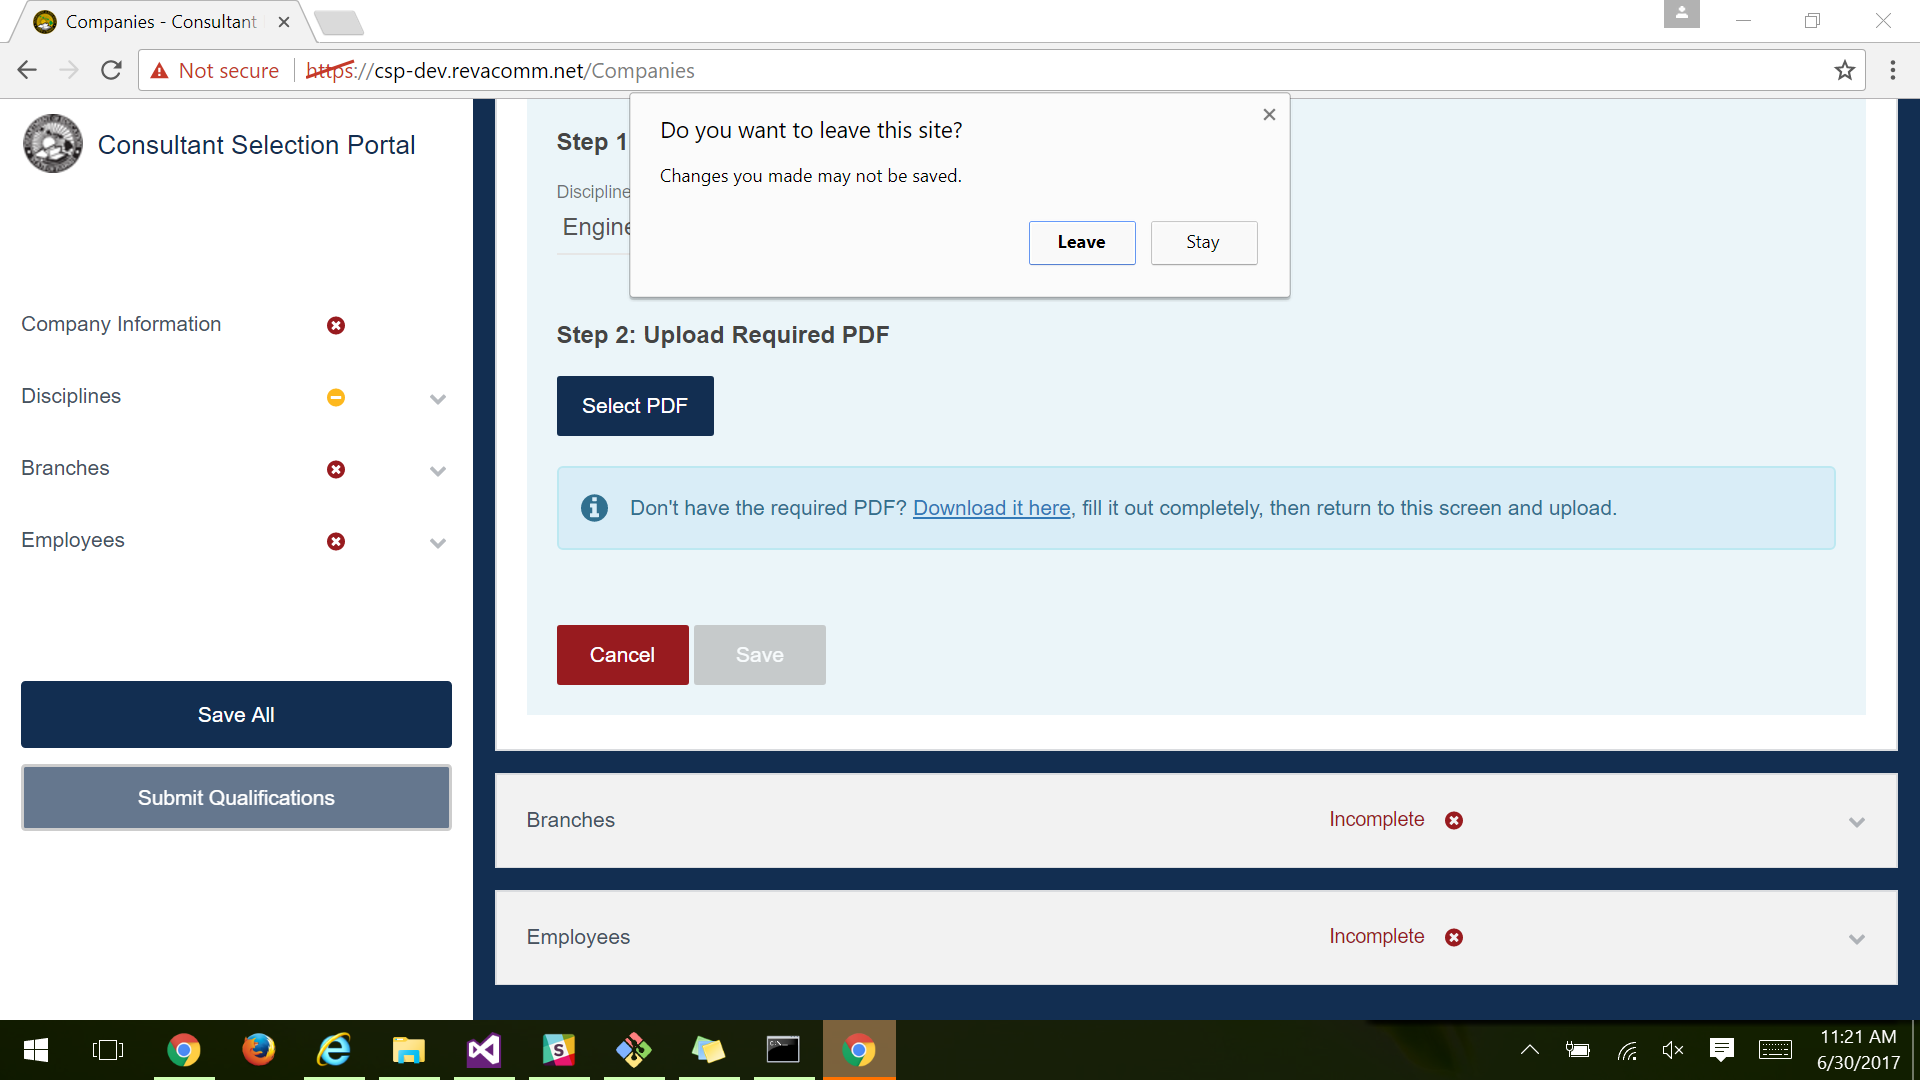 Companies - Consultant
Not secure
https://csp-dev.revacomm.net/Companies
Consultant Selection Portal
Company Information
Disciplines
Branches
Employees
Save All
Submit Qualifications
Do you want to leave this site?
Changes you made may not be saved.
Leave
Stay
Step 1
Discipline
Engine
Step 2: Upload Required PDF
Select PDF
Don't have the required PDF? Download it here, fill it out completely, then return to this screen and upload.
Cancel
Save
Branches
Incomplete
Employees
Incomplete
11:21 AM
6/30/2017